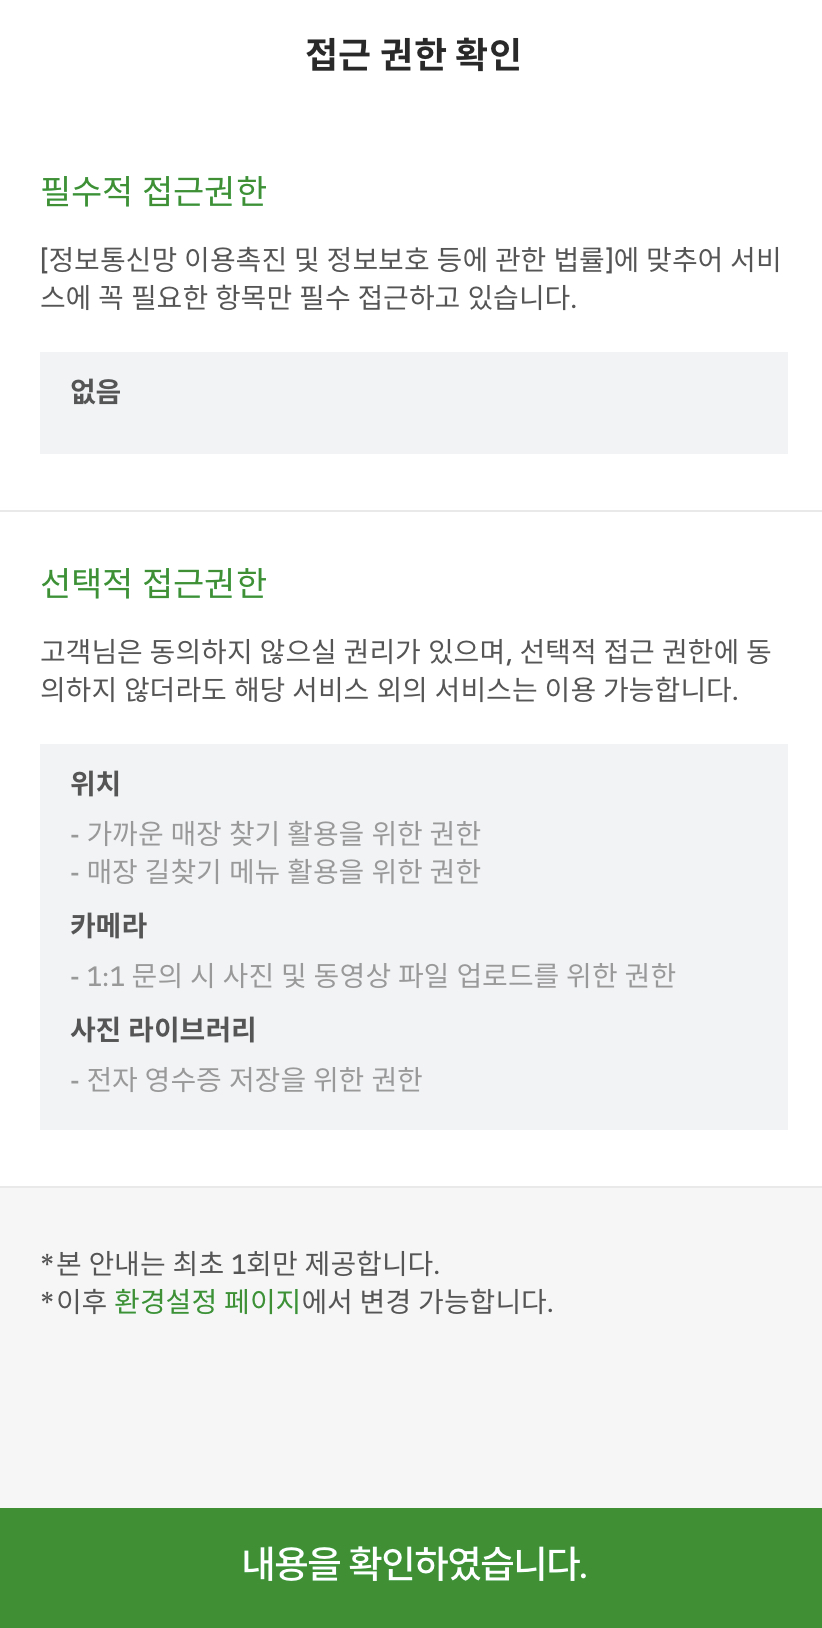 접근 권한 확인
필수적 접근권한
[정보통신망 이용촉진 및 정보보호 등에 관한 법률]에 맞추어 서비
스에 꼭 필요한 항목만 필수 접근하고 있습니다.
없음
선택적 접근권한
고객님은 동의하지 않으실 권리가 있으며, 선택적 접근 권한에 동
의하지 않더라도 해당 서비스 외의 서비스는 이용 가능합니다.
위치
- 가까운 매장 찾기 활용을 위한 권한
- 매장 길찾기 메뉴 활용을 위한 권한
카메라
- 1:1 문의 시 사진 및 동영상 파일 업로드를 위한 권한
사진 라이브러리
- 전자 영수증 저장을 위한 권한
*본 안내는 최초 1회만 제공합니다.
*이후 환경설정 페이지에서 변경 가능합니다.
내용을 확인하였습니다.